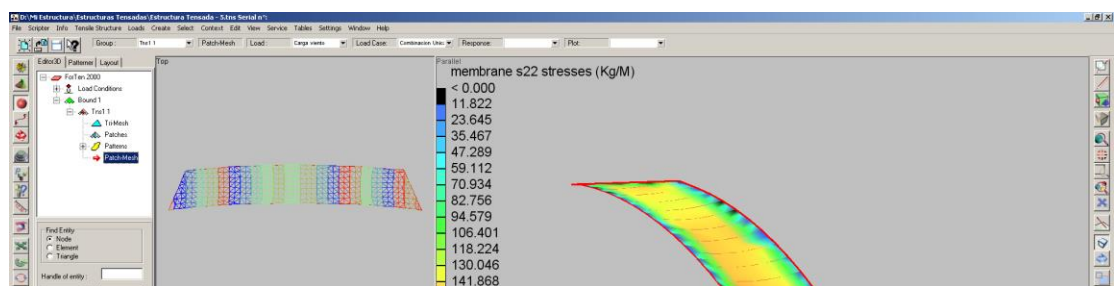 D:\Mi Estructura\Estructuras Tensadas\Estructura Tensada - 5.tns Serial nº:
File Scripter Info Tensile Structure Loads Create Select Context Edit View Service Tables Settings Window Help
Group : Tns1 1 Patch-Mesh Load : Carga viento Load Case: Combinacion Unic Response: Plot:
Editor3D Patterner Layout
ForTen 2000
Load Conditions
Bound 1
Tns1 1
Tri-Mesh
Patches
Patterns
Patch-Mesh
Find Entity
Node
Element
Triangle
Handle of entity :
Top
Parallel
membrane s22 stresses (Kg/M)
< 0.000
11.822
23.645
35.467
47.289
59.112
70.934
82.756
94.579
106.401
118.224
130.046
141.868